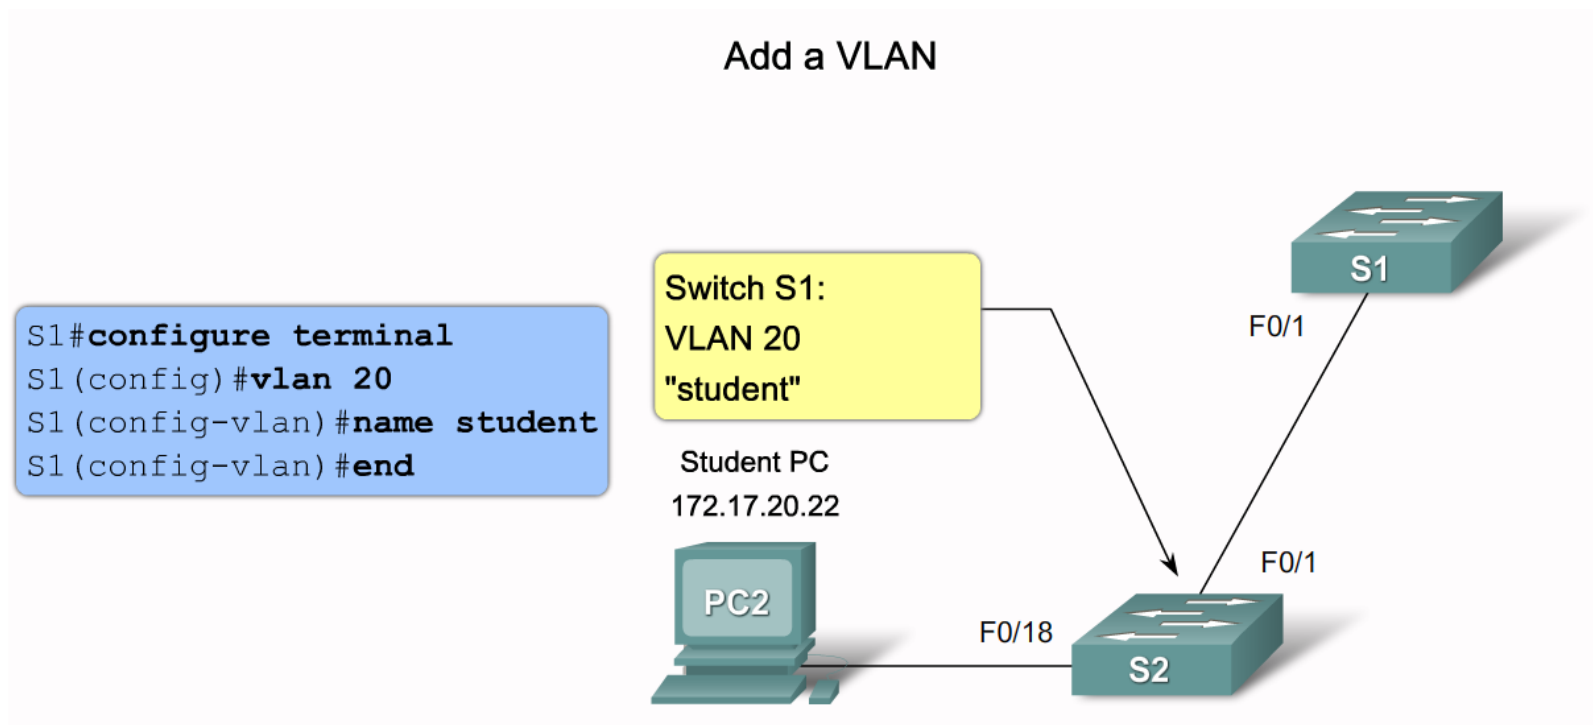 Add a VLAN
S1#configure terminal
S1(config)#vlan 20
S1(config-vlan)#name student
S1(config-vlan)#end
Switch S1:
VLAN 20
"student"
Student PC
172.17.20.22
PC2
S1
F0/1
F0/1
F0/18
S2